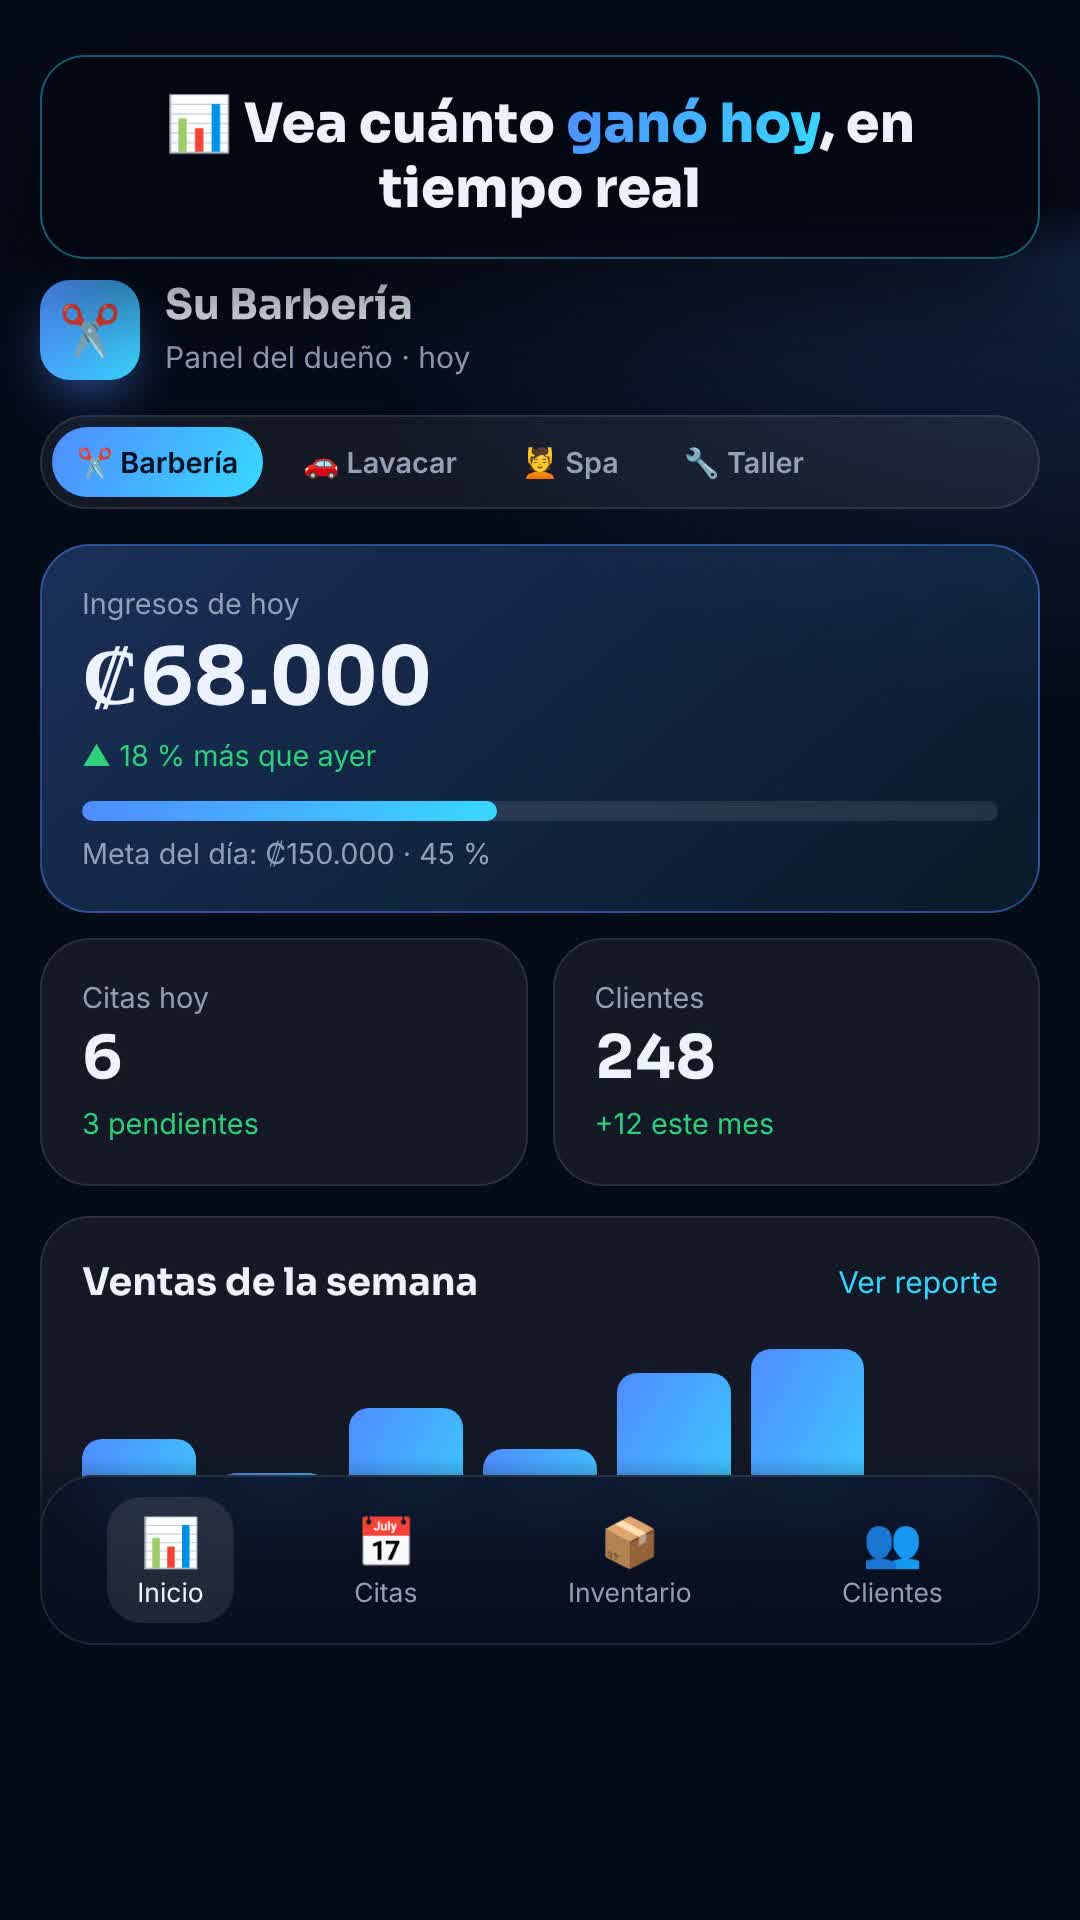 📊 Vea cuánto ganó hoy, en
tiempo real
Su Barbería
Panel del dueño · hoy
✂️ Barbería 🚗 Lavacar 💆 Spa 🔧 Taller
Ingresos de hoy
₡68.000
▲ 18 % más que ayer
Meta del día: ₡150.000 · 45 %
Citas hoy
6
3 pendientes
Clientes
248
+12 este mes
Ventas de la semana
Ver reporte
July
17
Inicio
Citas
Inventario
Clientes